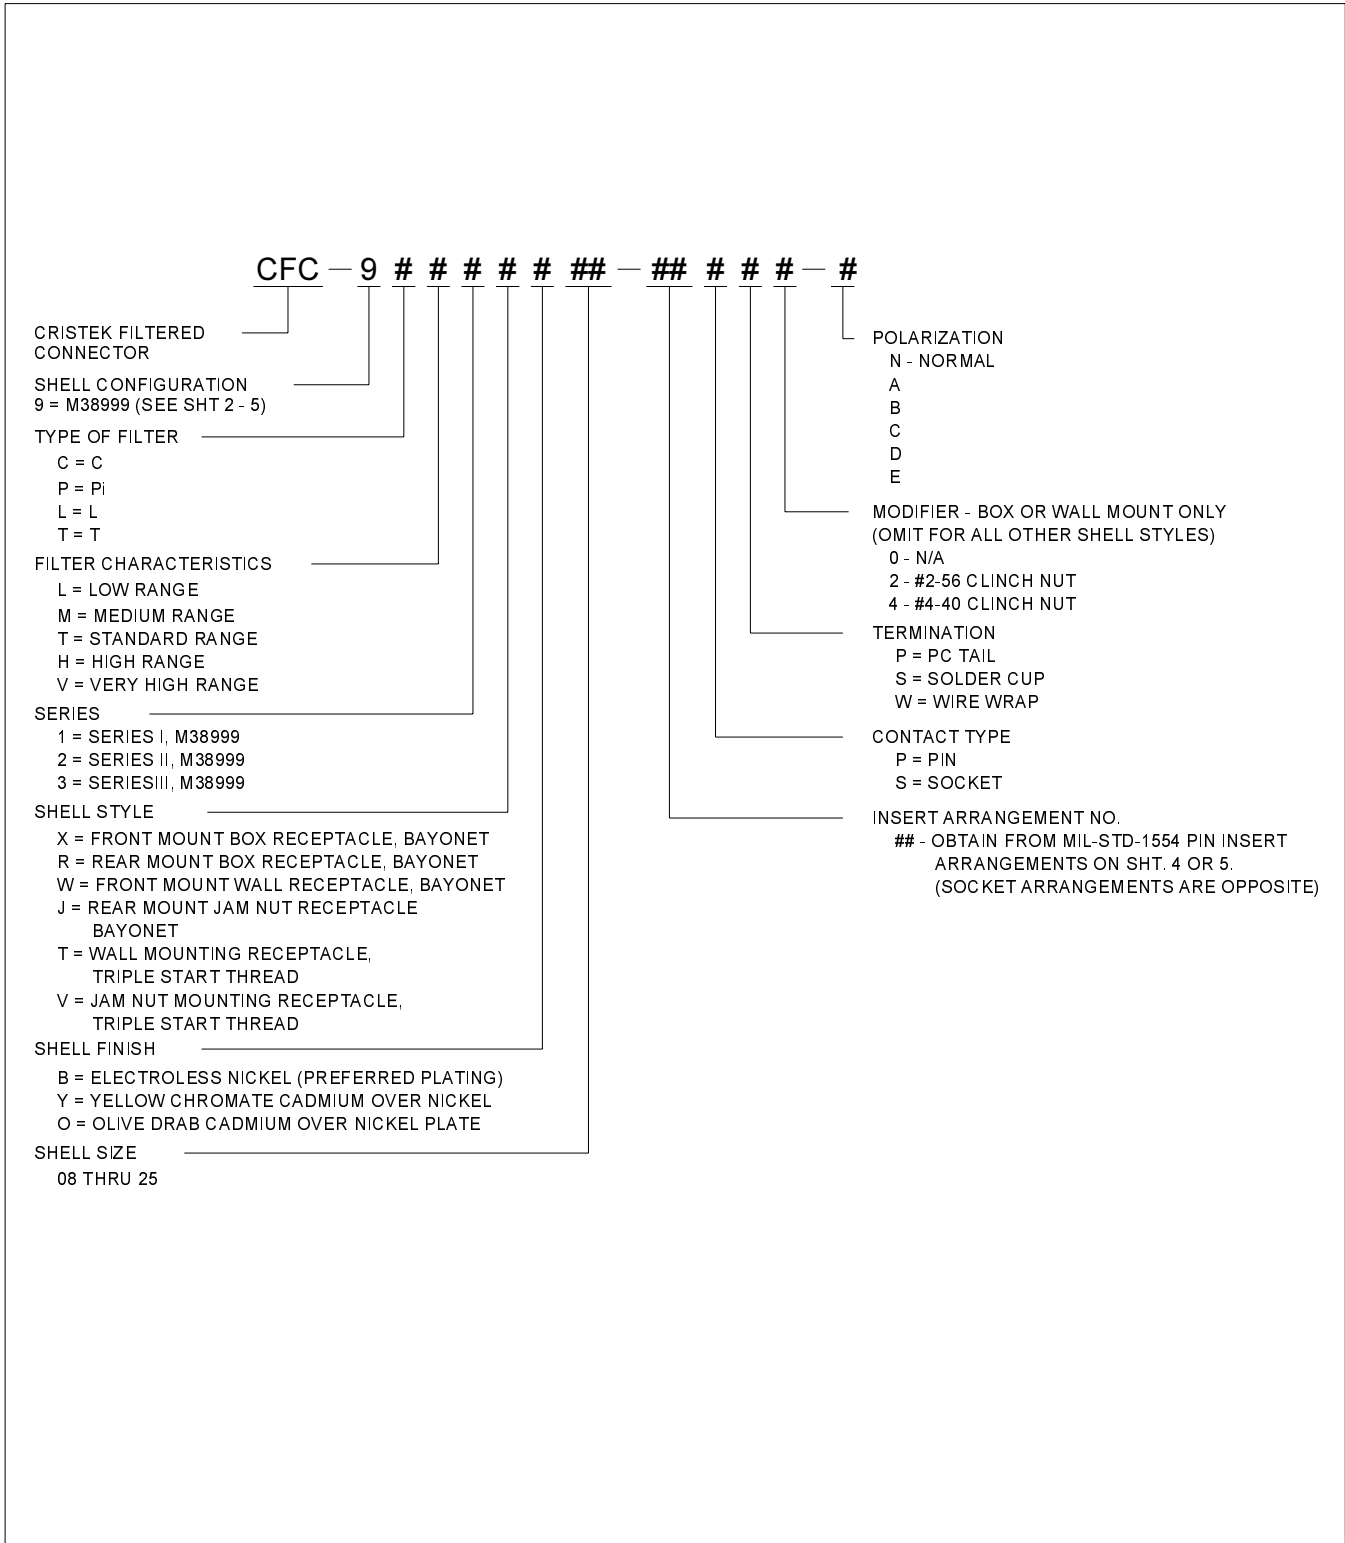 CFC — 9 # # # # # ## — ## # # # — #
CRISTEK FILTERED
CONNECTOR
SHELL CONFIGURATION
9 = M38999 (SEE SHT 2 - 5)
TYPE OF FILTER
C = C
P = Pi
L = L
T = T
FILTER CHARACTERISTICS
L = LOW RANGE
M = MEDIUM RANGE
T = STANDARD RANGE
H = HIGH RANGE
V = VERY HIGH RANGE
SERIES
1 = SERIES I, M38999
2 = SERIES II, M38999
3 = SERIESIII, M38999
SHELL STYLE
X = FRONT MOUNT BOX RECEPTACLE, BAYONET
R = REAR MOUNT BOX RECEPTACLE, BAYONET
W = FRONT MOUNT WALL RECEPTACLE, BAYONET
J = REAR MOUNT JAM NUT RECEPTACLE
BAYONET
T = WALL MOUNTING RECEPTACLE,
TRIPLE START THREAD
V = JAM NUT MOUNTING RECEPTACLE,
TRIPLE START THREAD
SHELL FINISH
B = ELECTROLESS NICKEL (PREFERRED PLATING)
Y = YELLOW CHROMATE CADMIUM OVER NICKEL
O = OLIVE DRAB CADMIUM OVER NICKEL PLATE
SHELL SIZE
08 THRU 25
POLARIZATION
N - NORMAL
A
B
C
D
E
MODIFIER - BOX OR WALL MOUNT ONLY
(OMIT FOR ALL OTHER SHELL STYLES)
0 - N/A
2 - #2-56 CLINCH NUT
4 - #4-40 CLINCH NUT
TERMINATION
P = PC TAIL
S = SOLDER CUP
W = WIRE WRAP
CONTACT TYPE
P = PIN
S = SOCKET
INSERT ARRANGEMENT NO.
## - OBTAIN FROM MIL-STD-1554 PIN INSERT
ARRANGEMENTS ON SHT. 4 OR 5.
(SOCKET ARRANGEMENTS ARE OPPOSITE)